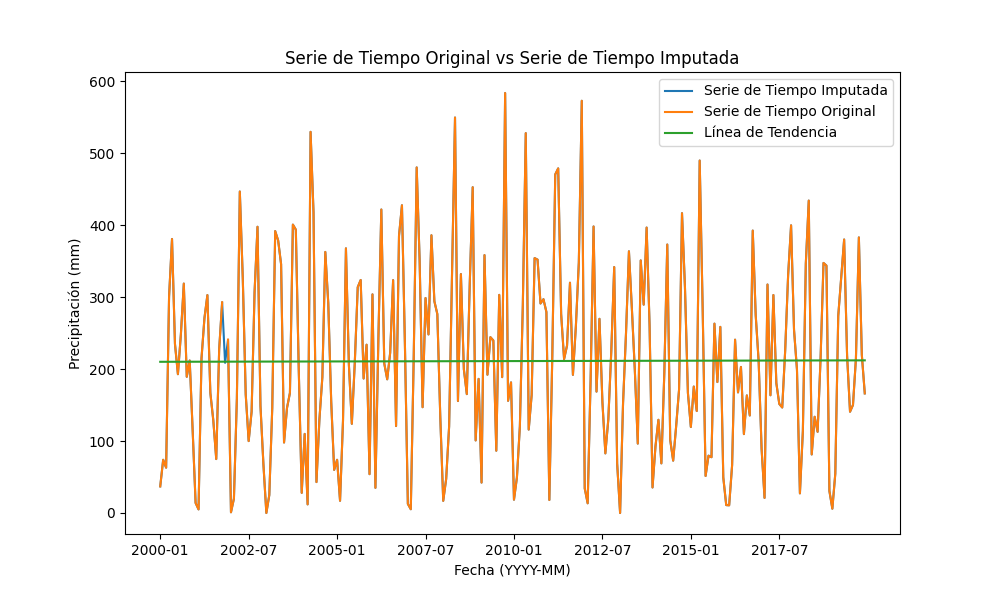 Serie de Tiempo Original vs Serie de Tiempo Imputada
Serie de Tiempo Imputada
Serie de Tiempo Original
Línea de Tendencia
Precipitación (mm)
600
500
400
300
200
100
0
2000-01 2002-07 2005-01 2007-07 2010-01 2012-07 2015-01 2017-07
Fecha (YYYY-MM)